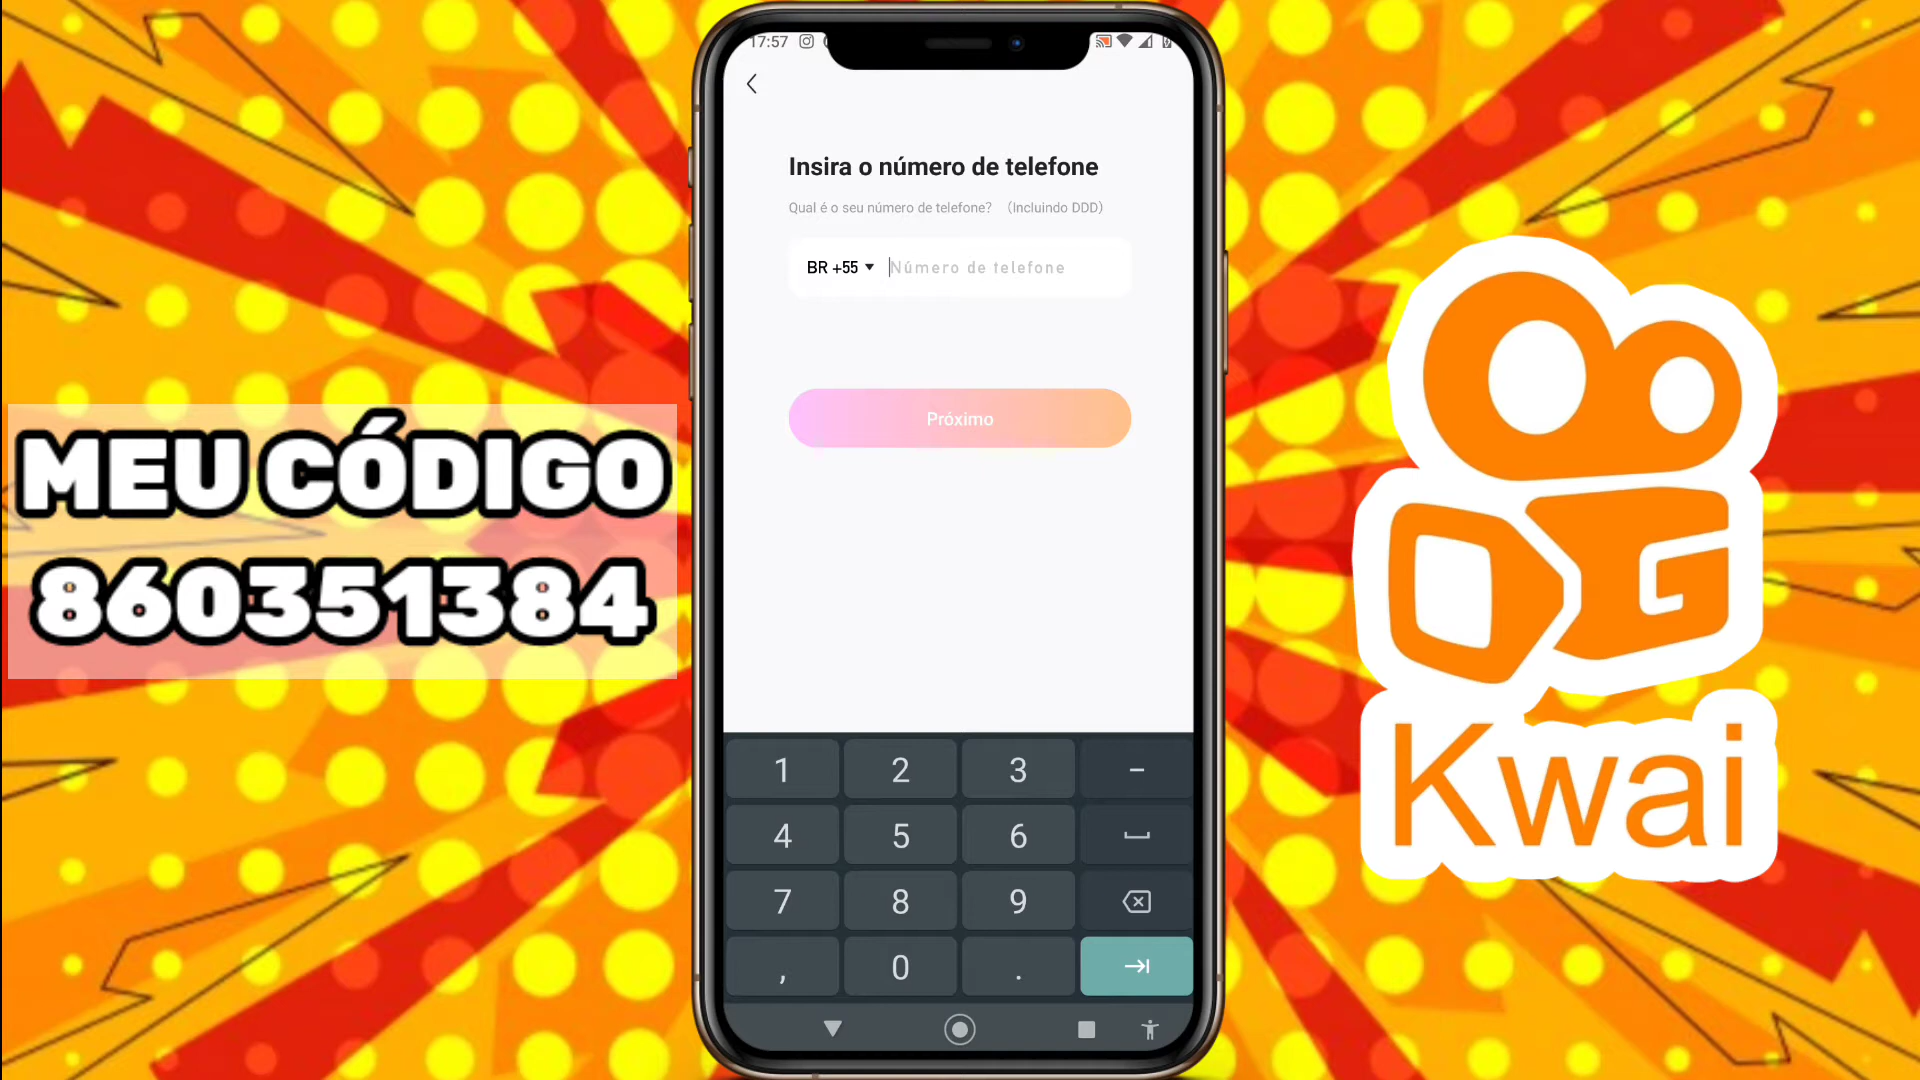 17:57
Insira o número de telefone
Qual é o seu número de telefone? (Incluindo DDD)
BR +55 Número de telefone
Próximo
MEU CÓDIGO
860351384
Kwai
1 2 3 -
4 5 6
7 8 9
, 0 .